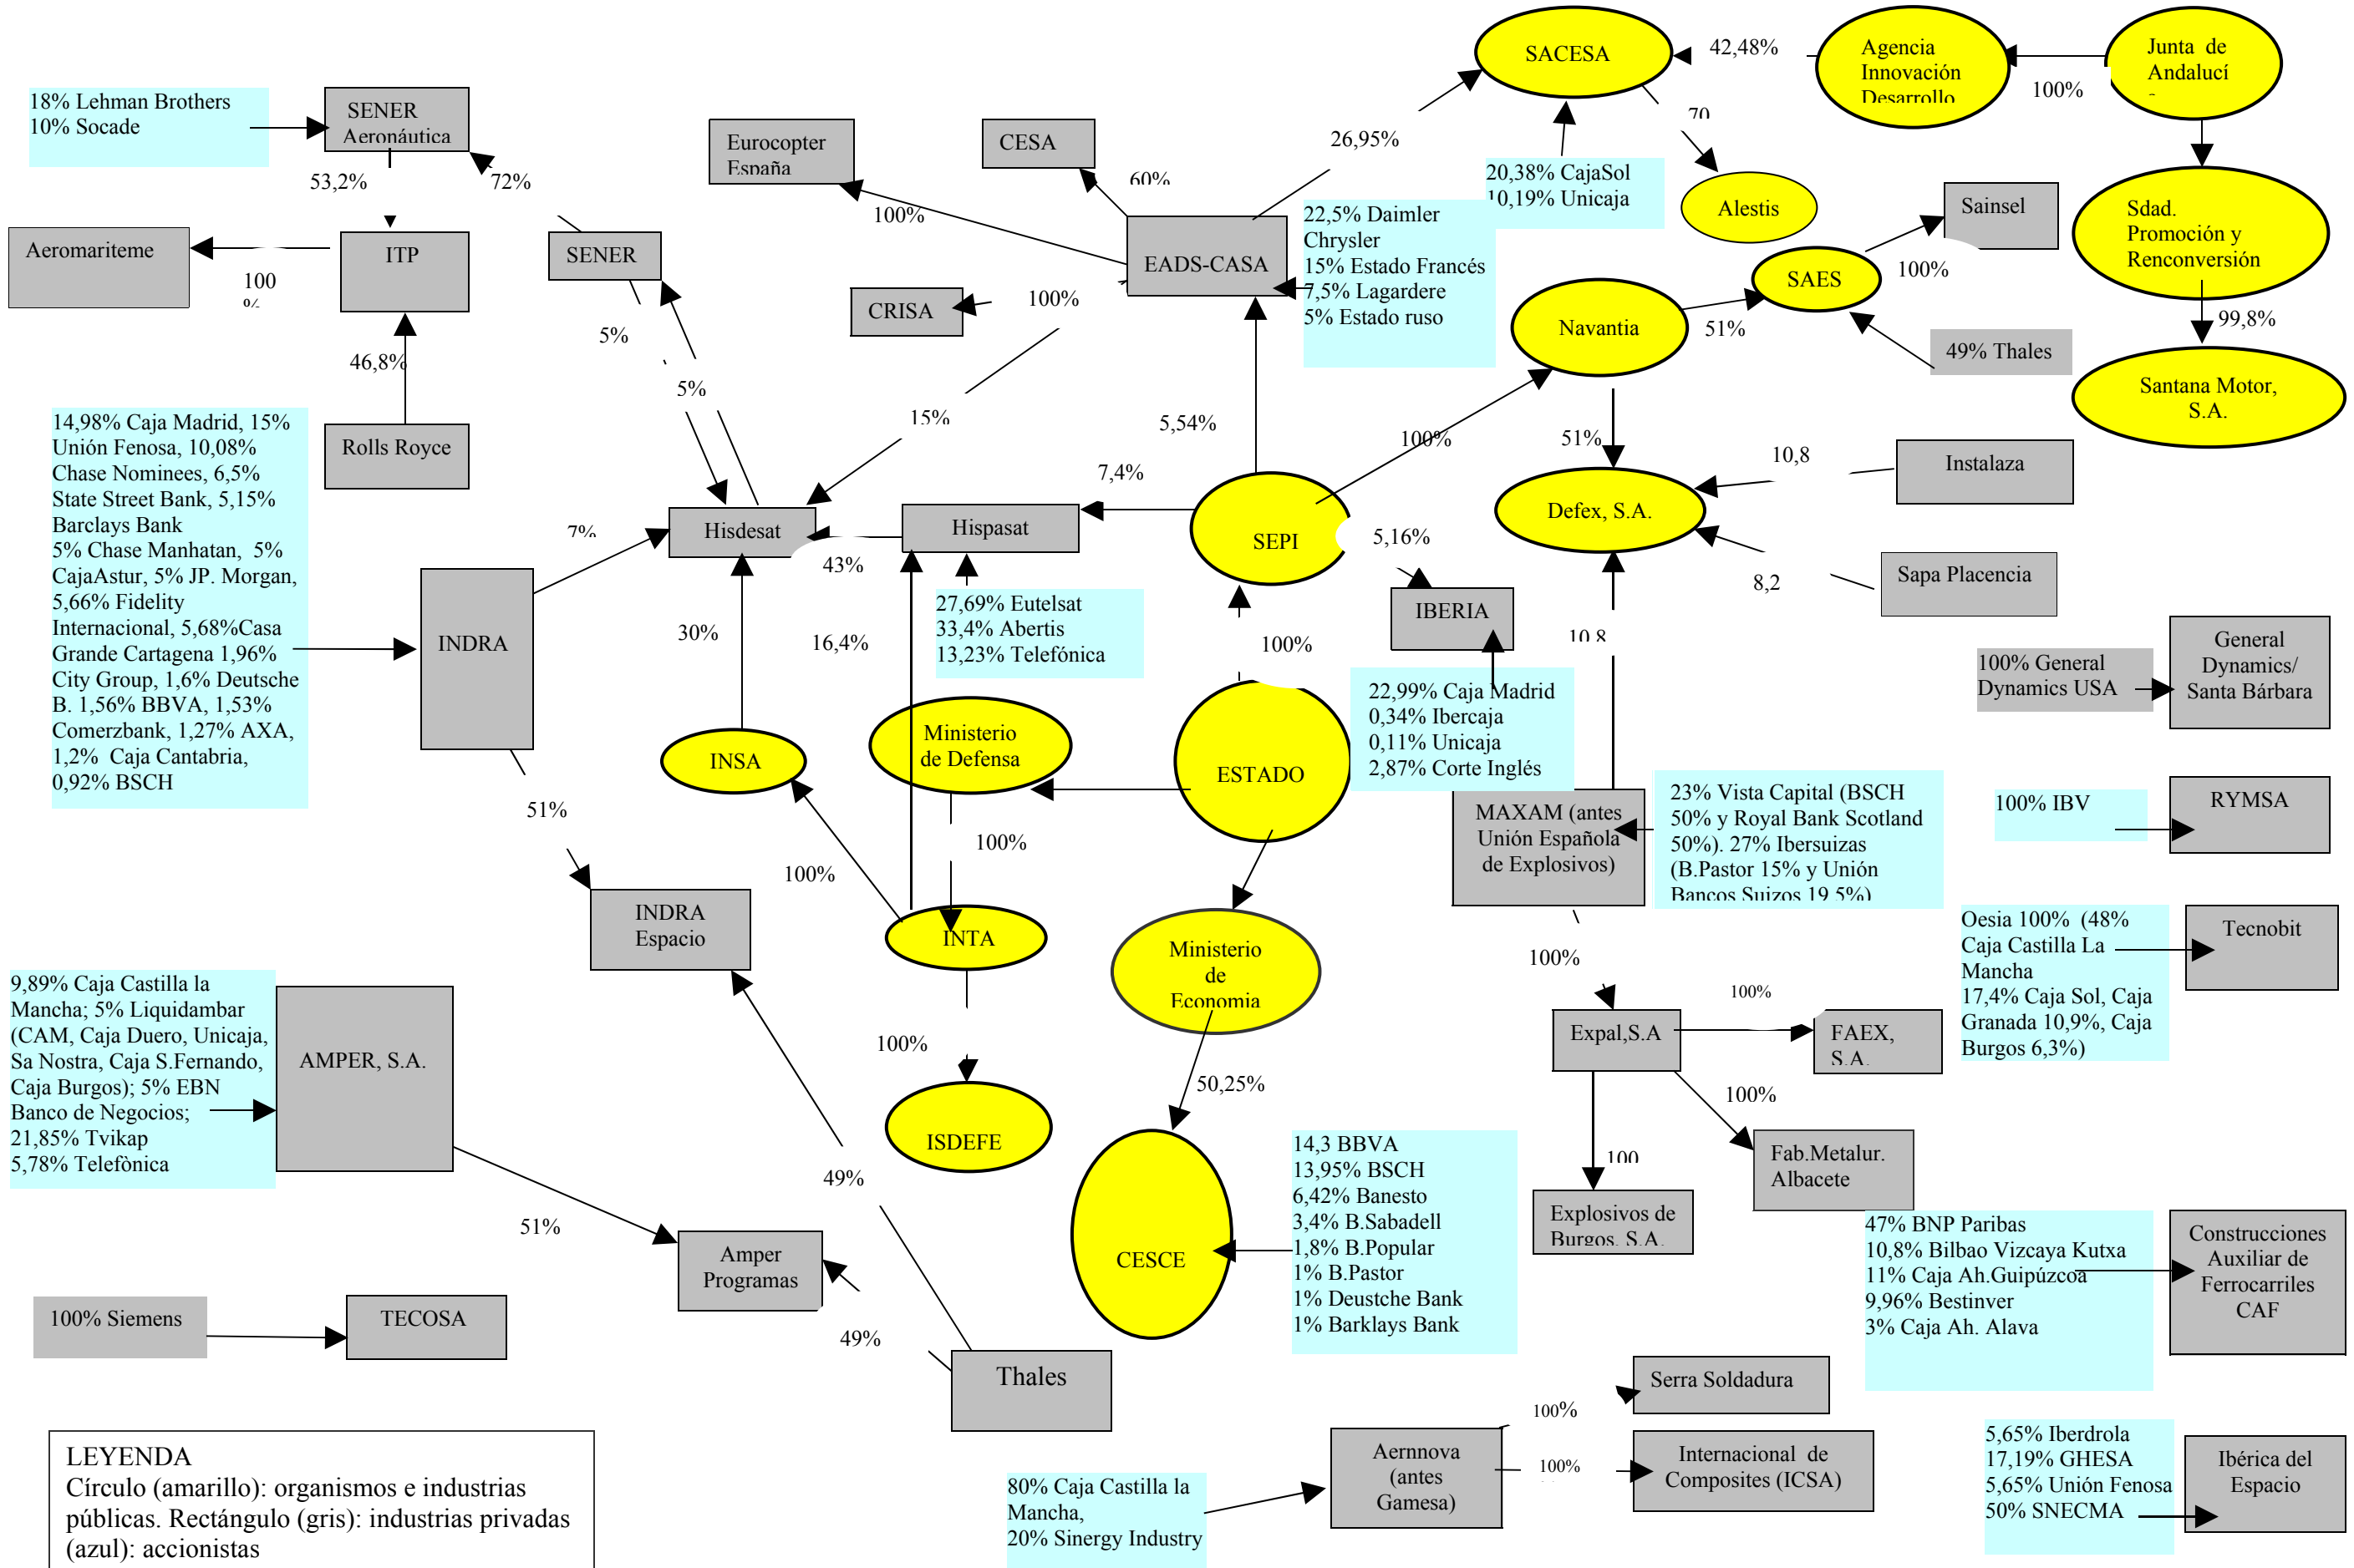 SACESA
42,48%
Agencia
Innovación
Desarrollo
Junta de
Andalucí
100%
18% Lehman Brothers
10% Socade
SENER
Aeronáutica
53,2%
72%
Eurocopter
España
CESA
60%
100%
26,95%
70
20,38% CajaSol
10,19% Unicaja
Alestis
Sainsel
Sdad.
Promoción y
Renconversión
Aeromariteme
100
%
ITP
SENER
EADS-CASA
22,5% Daimler
Chrysler
15% Estado Francés
7,5% Lagardere
5% Estado ruso
CRISA
100%
SAES
100%
Navantia
51%
99,8%
49% Thales
Santana Motor,
S.A.
46,8%
5%
5%
15%
5,54%
100%
51%
Rolls Royce
14,98% Caja Madrid, 15%
Unión Fenosa, 10,08%
Chase Nominees, 6,5%
State Street Bank, 5,15%
Barclays Bank
5% Chase Manhatan, 5%
CajaAstur, 5% JP. Morgan,
5,66% Fidelity
Internacional, 5,68%Casa
Grande Cartagena 1,96%
City Group, 1,6% Deutsche
B. 1,56% BBVA, 1,53%
Comerzbank, 1,27% AXA,
1,2% Caja Cantabria,
0,92% BSCH
7,4%
10,8
Instalaza
7%
Hisdesat
43%
Hispasat
SEPI
5,16%
Defex, S.A.
8,2
Sapa Placencia
INDRA
30%
16,4%
27,69% Eutelsat
33,4% Abertis
13,23% Telefónica
100%
IBERIA
10,8
22,99% Caja Madrid
0,34% Ibercaja
0,11% Unicaja
2,87% Corte Inglés
100% General
Dynamics USA
General
Dynamics/
Santa Bárbara
INSA
Ministerio
de Defensa
ESTADO
51%
100%
100%
MAXAM (antes
Unión Española
de Explosivos)
23% Vista Capital (BSCH
50% y Royal Bank Scotland
50%). 27% Ibersuizas
(B.Pastor 15% y Unión
Bancos Suizos 19,5%)
100% IBV
RYMSA
INDRA
Espacio
INTA
Ministerio
de
Economia
100%
100%
Oesia 100% (48%
Caja Castilla La
Mancha
17,4% Caja Sol, Caja
Granada 10,9%, Caja
Burgos 6,3%)
Tecnobit
9,89% Caja Castilla la
Mancha; 5% Liquidambar
(CAM, Caja Duero, Unicaja,
Sa Nostra, Caja S.Fernando,
Caja Burgos); 5% EBN
Banco de Negocios;
21,85% Tvikap
5,78% Telefònica
AMPER, S.A.
100%
50,25%
Expal,S.A
FAEX,
S.A.
100%
ISDEFE
49%
CESCE
14,3 BBVA
13,95% BSCH
6,42% Banesto
3,4% B.Sabadell
1,8% B.Popular
1% B.Pastor
1% Deustche Bank
1% Barklays Bank
100
Fab.Metalur.
Albacete
Explosivos de
Burgos, S.A.
47% BNP Paribas
10,8% Bilbao Vizcaya Kutxa
11% Caja Ah.Guipúzcoa
9,96% Bestinver
3% Caja Ah. Alava
Construcciones
Auxiliar de
Ferrocarriles
CAF
51%
Amper
Programas
100% Siemens
TECOSA
49%
Thales
Serra Soldadura
100%
Aernnova
(antes
Gamesa)
100%
Internacional de
Composites (ICSA)
80% Caja Castilla la
Mancha,
20% Sinergy Industry
5,65% Iberdrola
17,19% GHESA
5,65% Unión Fenosa
50% SNECMA
Ibérica del
Espacio
LEYENDA
Círculo (amarillo): organismos e industrias
públicas. Rectángulo (gris): industrias privadas
(azul): accionistas